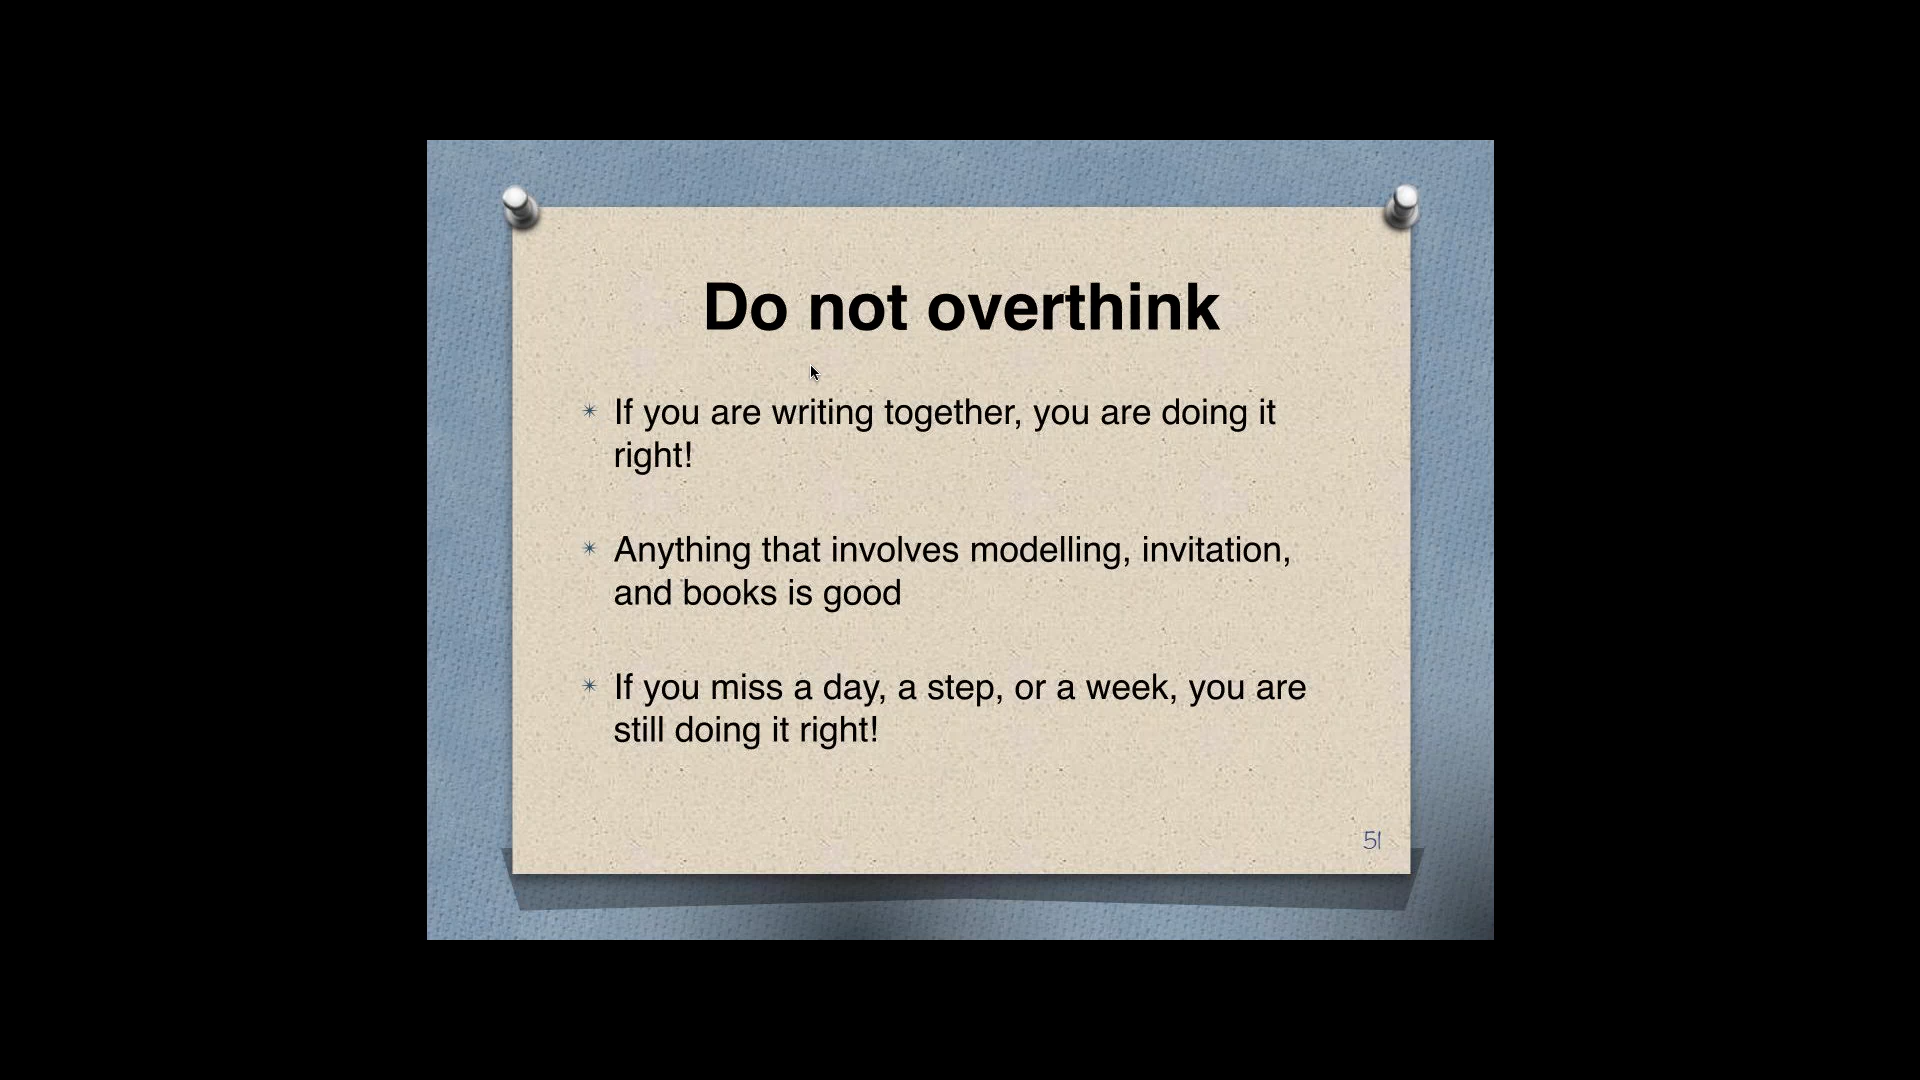 Do not overthink
If you are writing together, you are doing it
right!
Anything that involves modelling, invitation,
and books is good
If you miss a day, a step, or a week, you are
still doing it right!
51